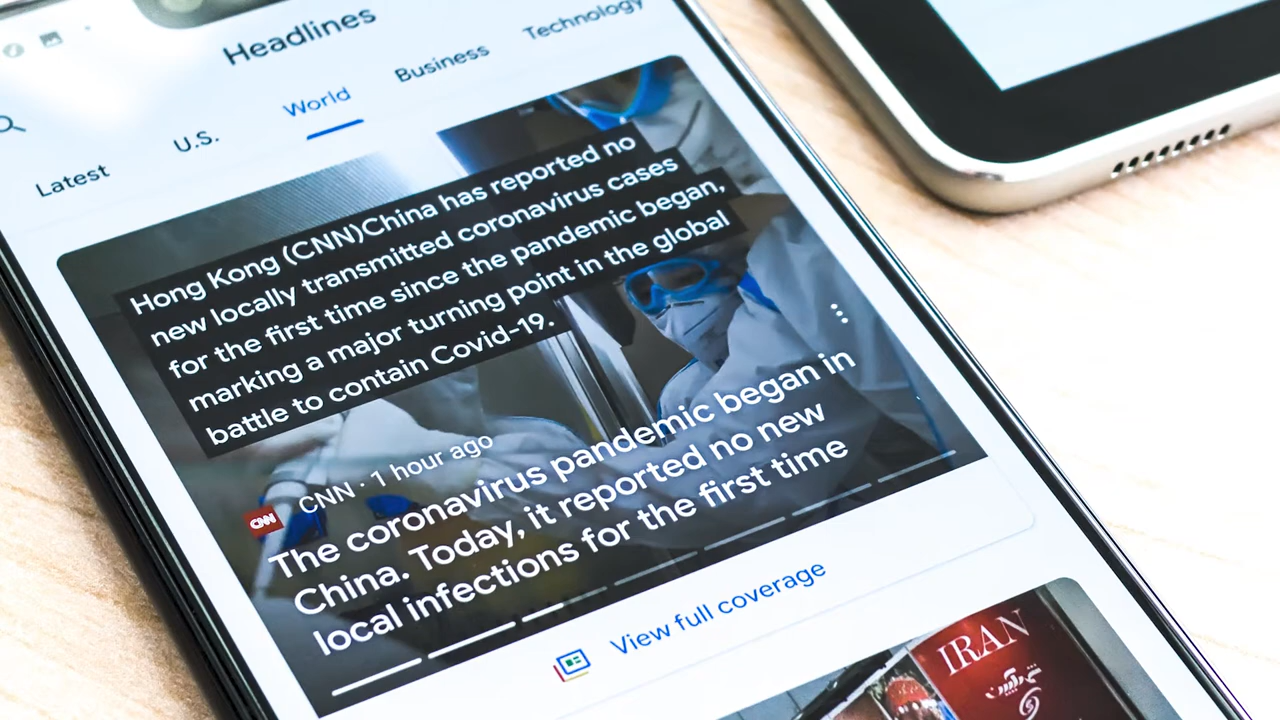 Headlines
Latest
U.S.
World
Business
Technology
Hong Kong (CNN)China has reported no
new locally transmitted coronavirus cases
for the first time since the pandemic began,
marking a major turning point in the global
battle to contain Covid-19.
CNN
CNN · 1 hour ago
The coronavirus pandemic began in
China. Today, it reported no new
local infections for the first time
View full coverage
IRAN